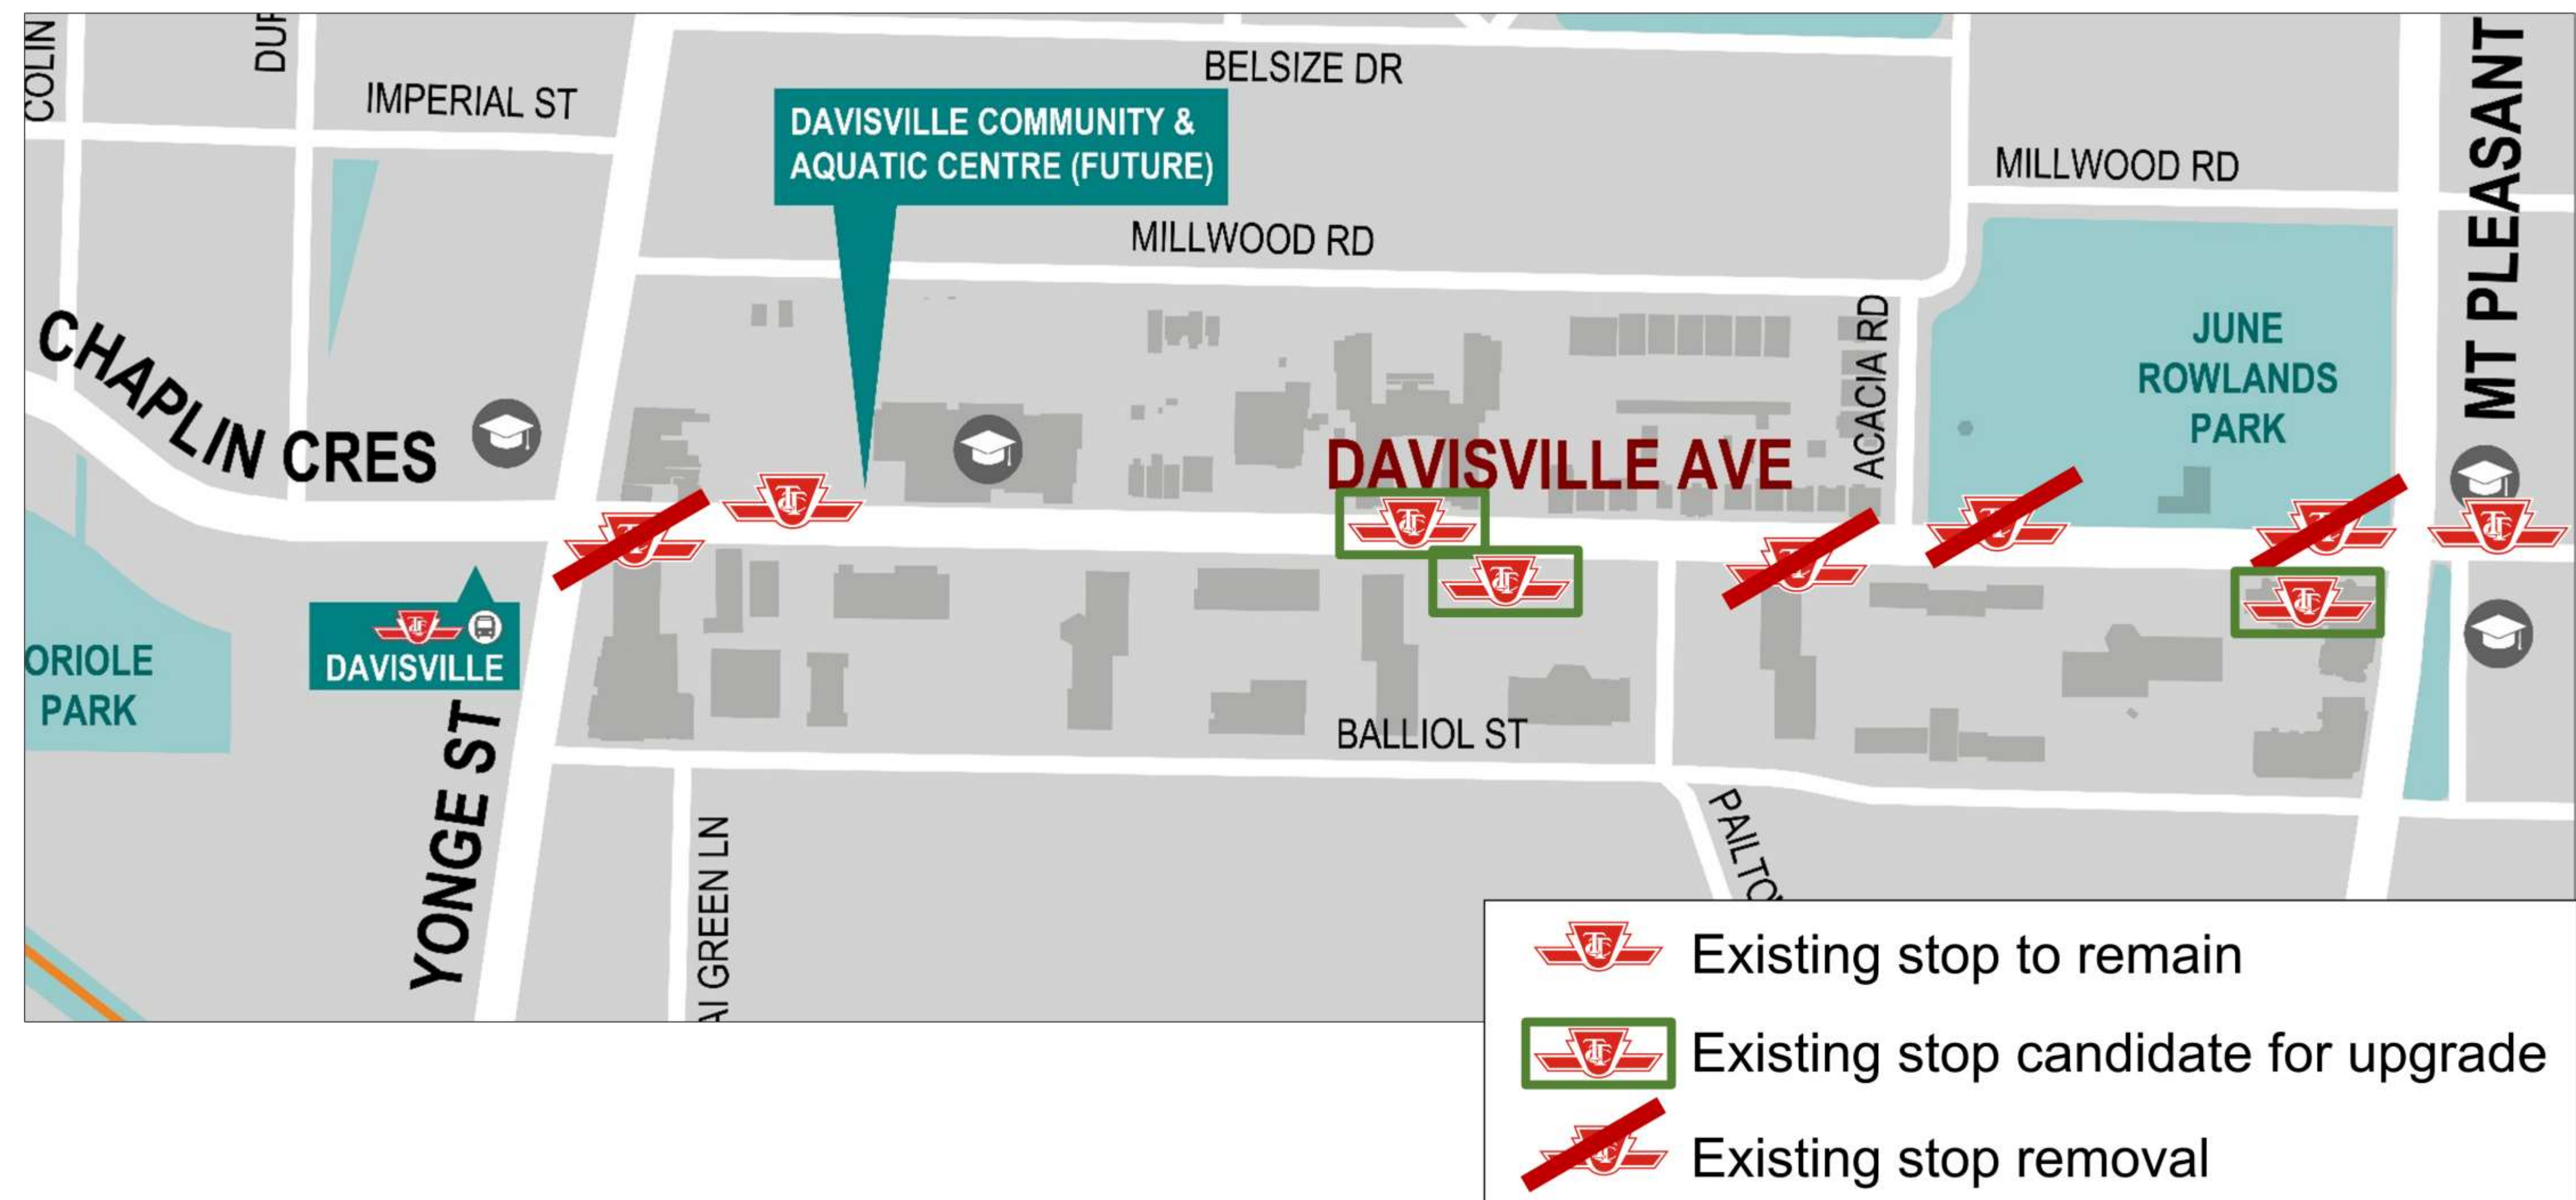 COLIN
DUF
IMPERIAL ST
BELSIZE DR
DAVISVILLE COMMUNITY &
AQUATIC CENTRE (FUTURE)
MILLWOOD RD
MILLWOOD RD
MT PLEASANT
CHAPLIN CRES
ACACIA RD
JUNE
ROWLANDS
PARK
DAVISVILLE AVE
DAVISVILLE
ORIOLE
PARK
YONGE ST
BALLIOL ST
AI GREEN LN
PAILTO
Existing stop to remain
Existing stop candidate for upgrade
Existing stop removal